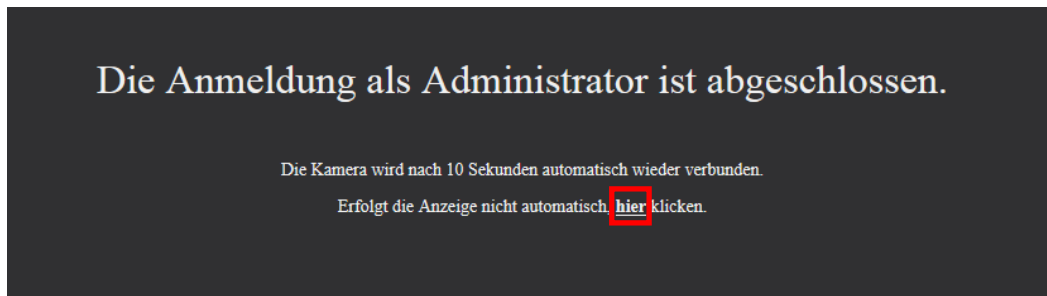 Die Anmeldung als Administrator ist abgeschlossen.
Die Kamera wird nach 10 Sekunden automatisch wieder verbunden.
Erfolgt die Anzeige nicht automatisch, hier klicken.